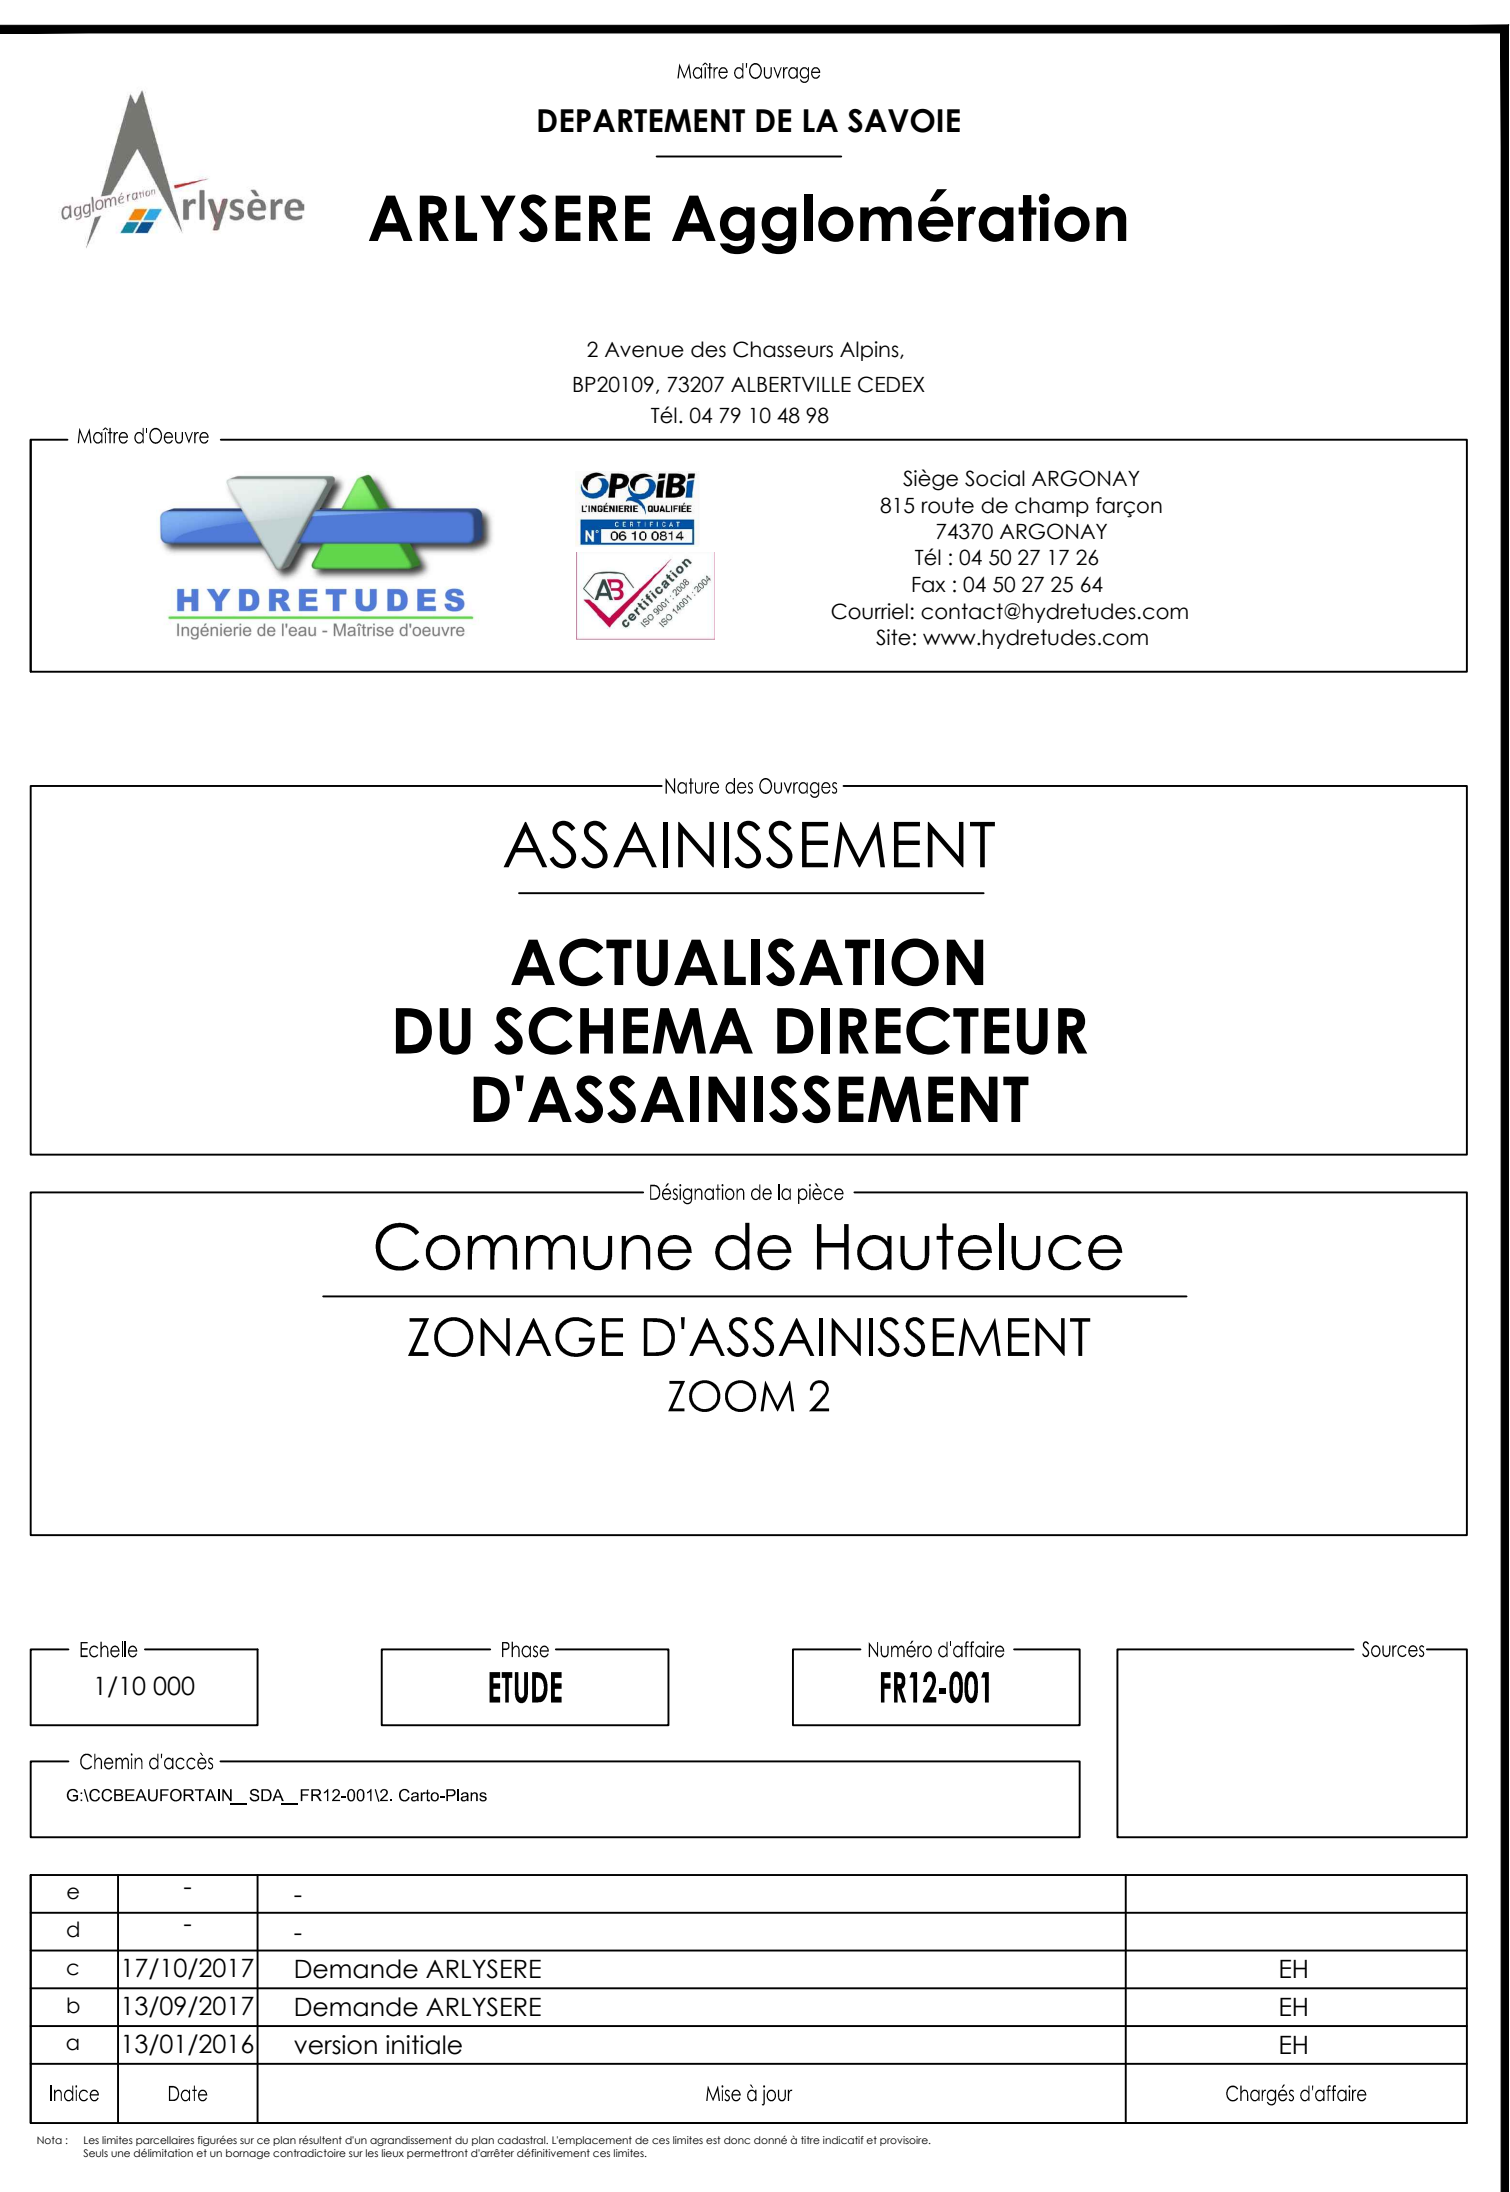 Maître d'Ouvrage
DEPARTEMENT DE LA SAVOIE
agglomération Arlysère
ARLYSERE Agglomération
2 Avenue des Chasseurs Alpins,
BP20109, 73207 ALBERTVILLE CEDEX
Tél. 04 79 10 48 98
Maître d'Oeuvre
HYDRETUDES
Ingénierie de l'eau - Maîtrise d'oeuvre
OPQiBi
L'INGÉNIERIE QUALIFIÉE
CERTIFICAT
N° 06 10 0814
AB certification
ISO 9001 : 2008
ISO 14001 : 2004
Siège Social ARGONAY
815 route de champ farçon
74370 ARGONAY
Tél : 04 50 27 17 26
Fax : 04 50 27 25 64
Courriel: contact@hydretudes.com
Site: www.hydretudes.com
Nature des Ouvrages
ASSAINISSEMENT
ACTUALISATION
DU SCHEMA DIRECTEUR
D'ASSAINISSEMENT
Désignation de la pièce
Commune de Hauteluce
ZONAGE D'ASSAINISSEMENT
ZOOM 2
Echelle
1/10 000
Phase
ETUDE
Numéro d'affaire
FR12-001
Sources
Chemin d'accès
G:\CCBEAUFORTAIN__SDA__FR12-001\2. Carto-Plans
e - -
d - -
c 17/10/2017 Demande ARLYSERE EH
b 13/09/2017 Demande ARLYSERE EH
a 13/01/2016 version initiale EH
Indice Date Mise à jour Chargés d'affaire
Nota : Les limites parcellaires figurées sur ce plan résultent d'un agrandissement du plan cadastral. L'emplacement de ces limites est donc donné à titre indicatif et provisoire.
Seuls une délimitation et un bornage contradictoire sur les lieux permettront d'arrêter définitivement ces limites.